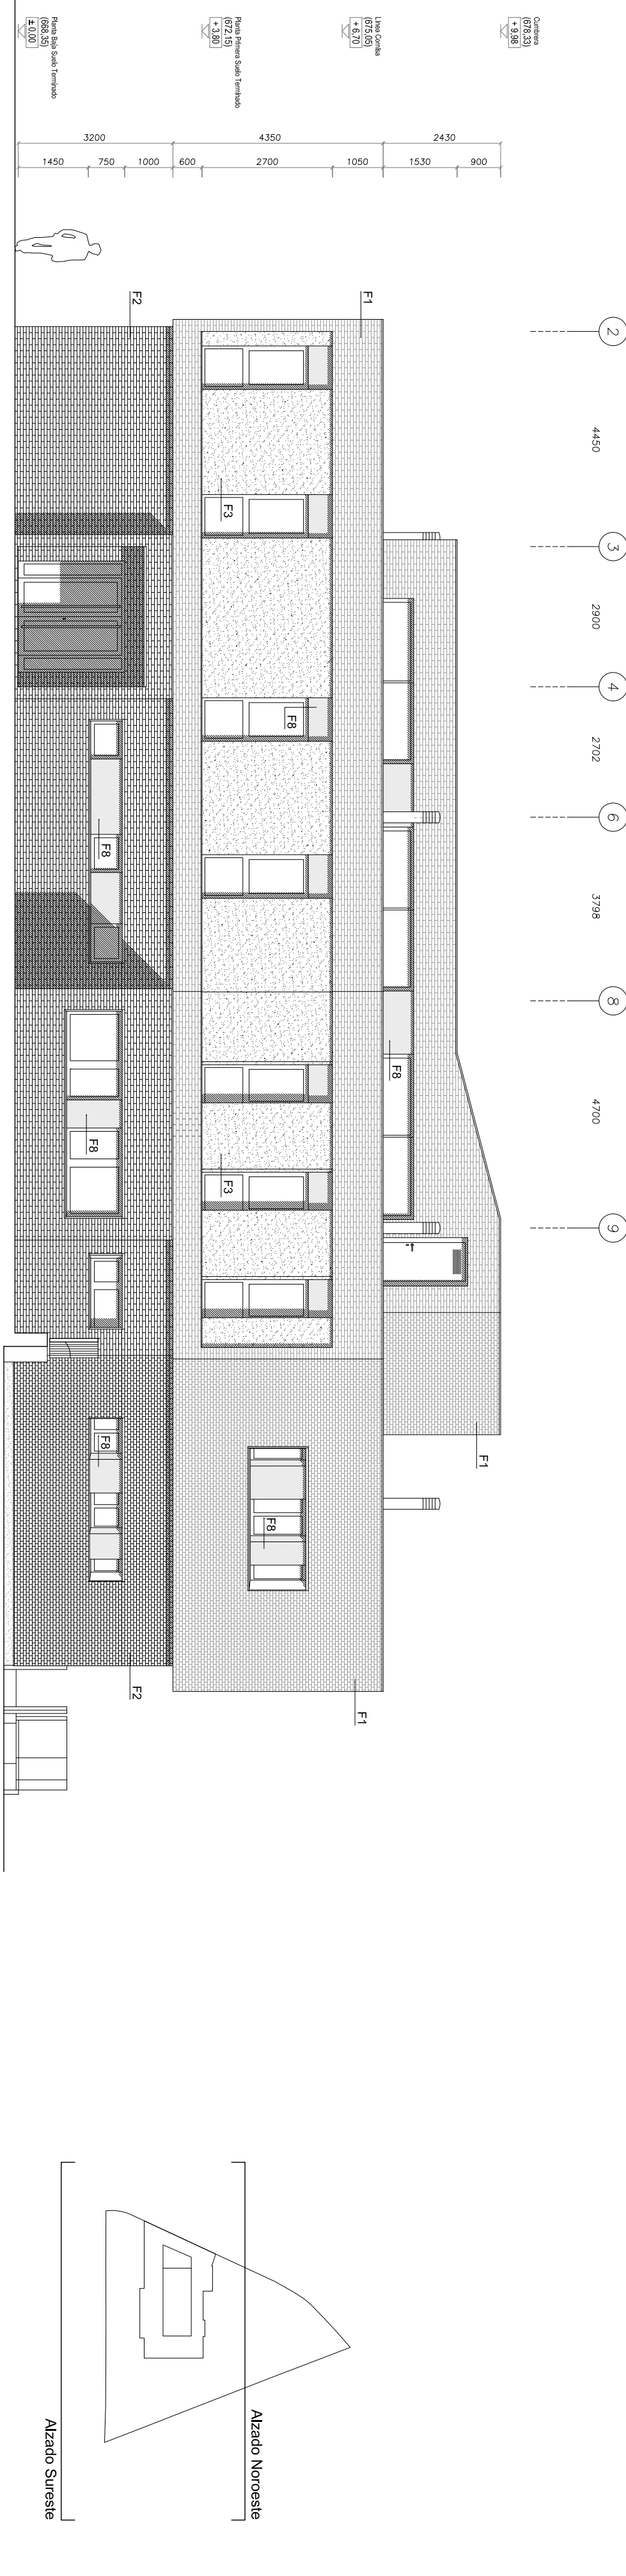 2
3
4
6
8
9
4450
2900
2702
3798
4700
Cumbrera
(678,33)
+ 9,98
Línea Cornisa
(675,05)
+ 6,70
Planta Primera Suelo Terminado
(672,15)
+ 3,80
Planta Baja Suelo Terminado
(668,35)
± 0,00
2430
4350
3200
900
1530
1050
2700
600
1000
750
1450
F1
F8
F1
F1
F8
F8
F3
F3
F2
F8
F8
F8
F2
Alzado Noroeste
Alzado Sureste